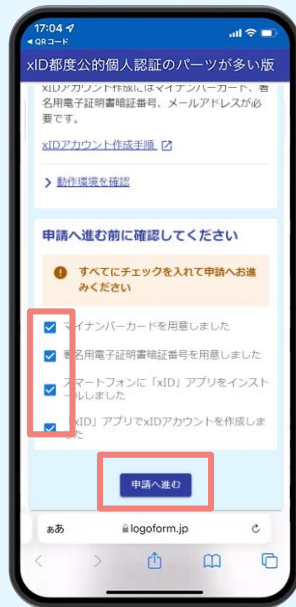 17:04
◀ QRコード
xID都度公的個人認証のパーツが多い版
xIDアカウント作成にはマイナンバーカード、署
名用電子証明書暗証番号、メールアドレスが必
要です。
xIDアカウント作成手順
動作環境を確認
申請へ進む前に確認してください
すべてにチェックを入れて申請へお進
みください
マイナンバーカードを用意しました
署名用電子証明書暗証番号を用意しました
スマートフォンに「xID」アプリをインスト
ールしました
「xID」アプリでxIDアカウントを作成しま
した
申請へ進む
ぁあ
logoform.jp